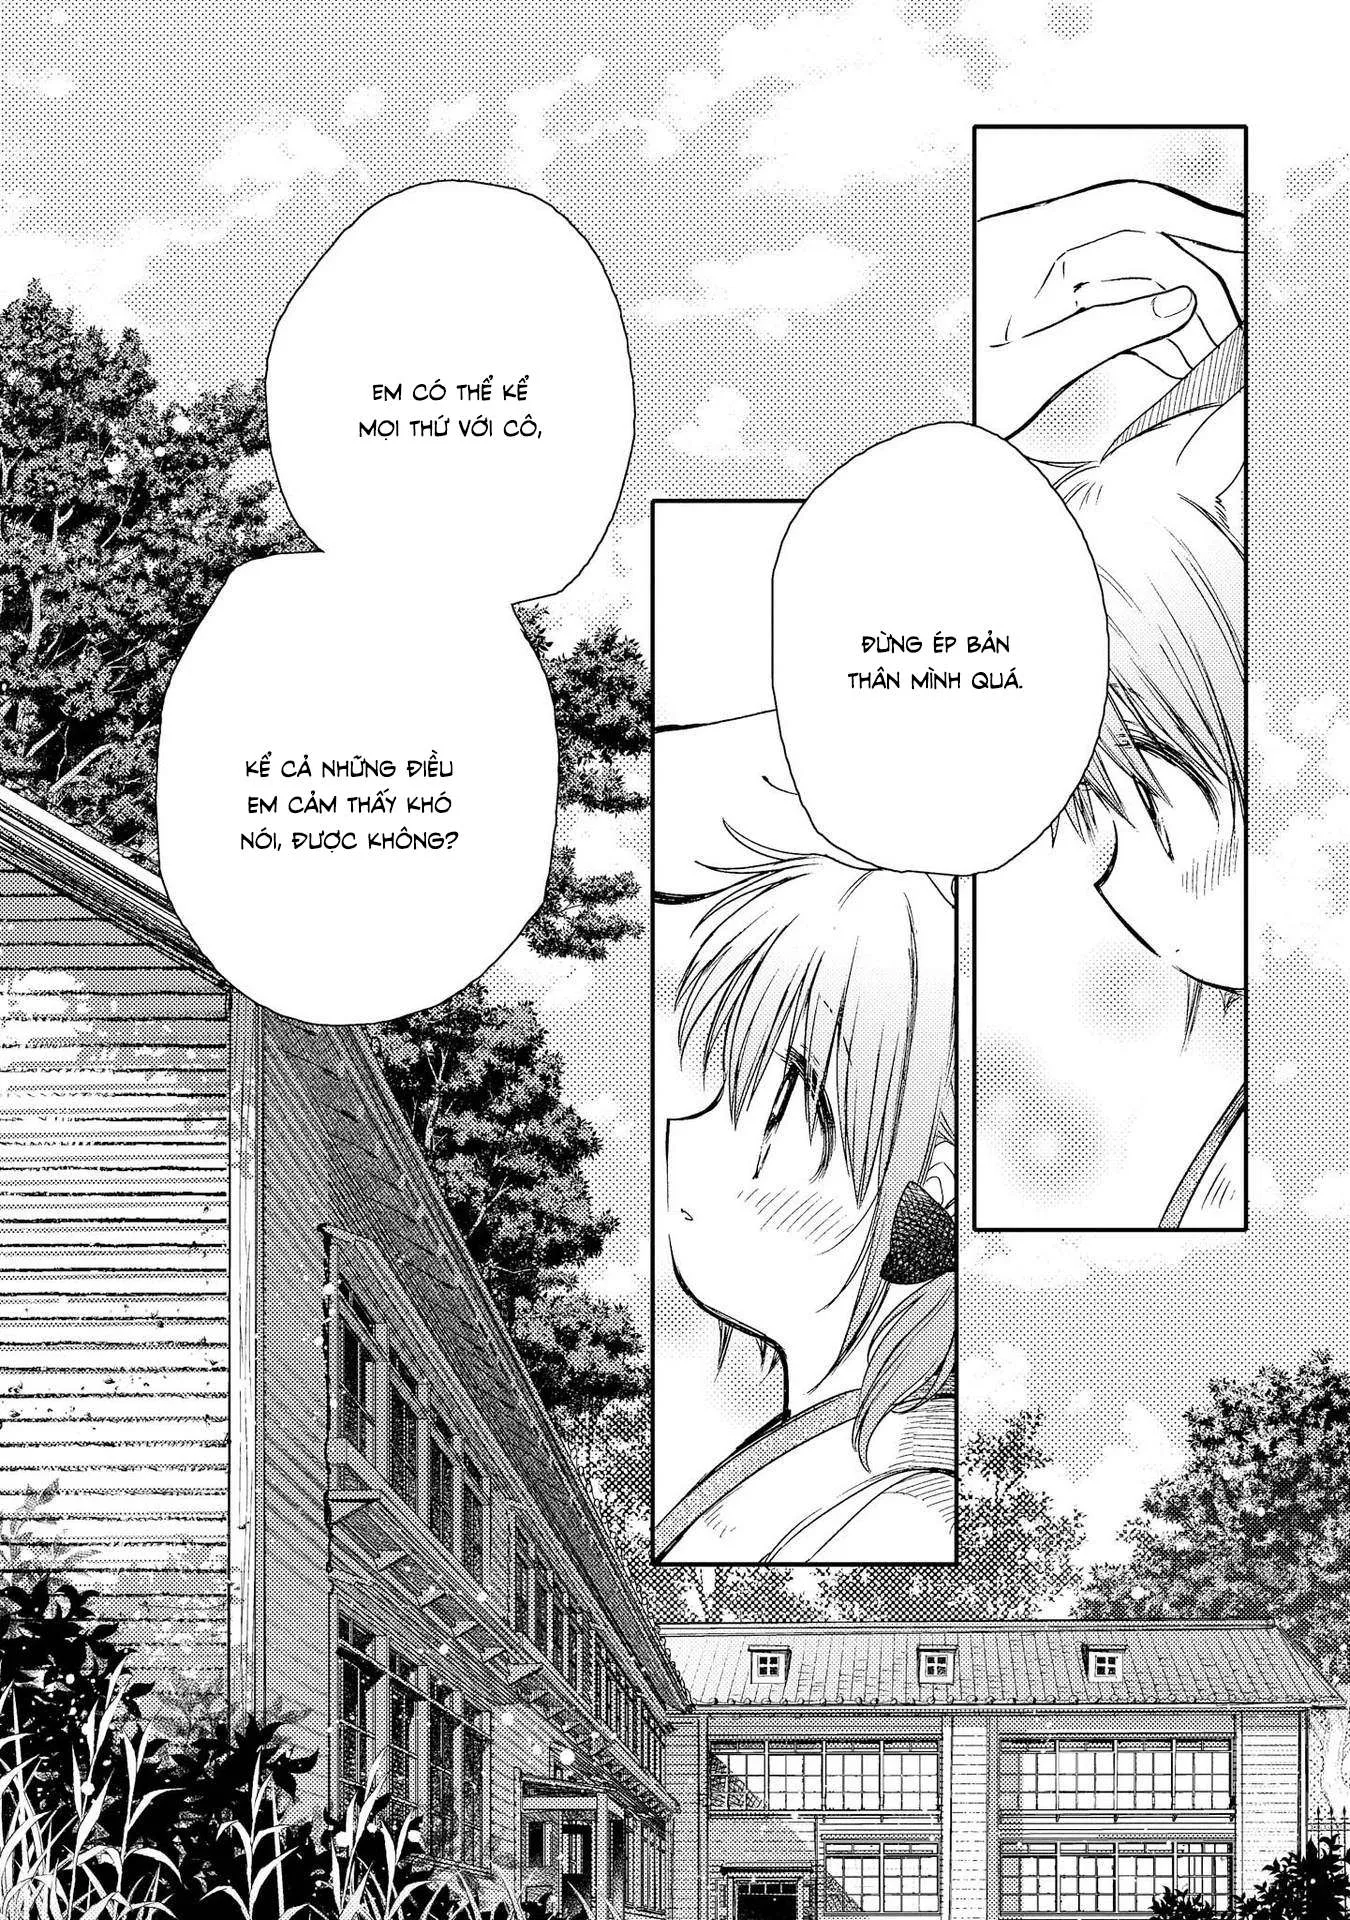 ĐỪNG ÉP BẢN
THÂN MÌNH QUÁ.
EM CÓ THỂ KỂ
MỌI THỨ VỚI CÔ,
KỂ CẢ NHỮNG ĐIỀU
EM CẢM THẤY KHÓ
NÓI, ĐƯỢC KHÔNG?